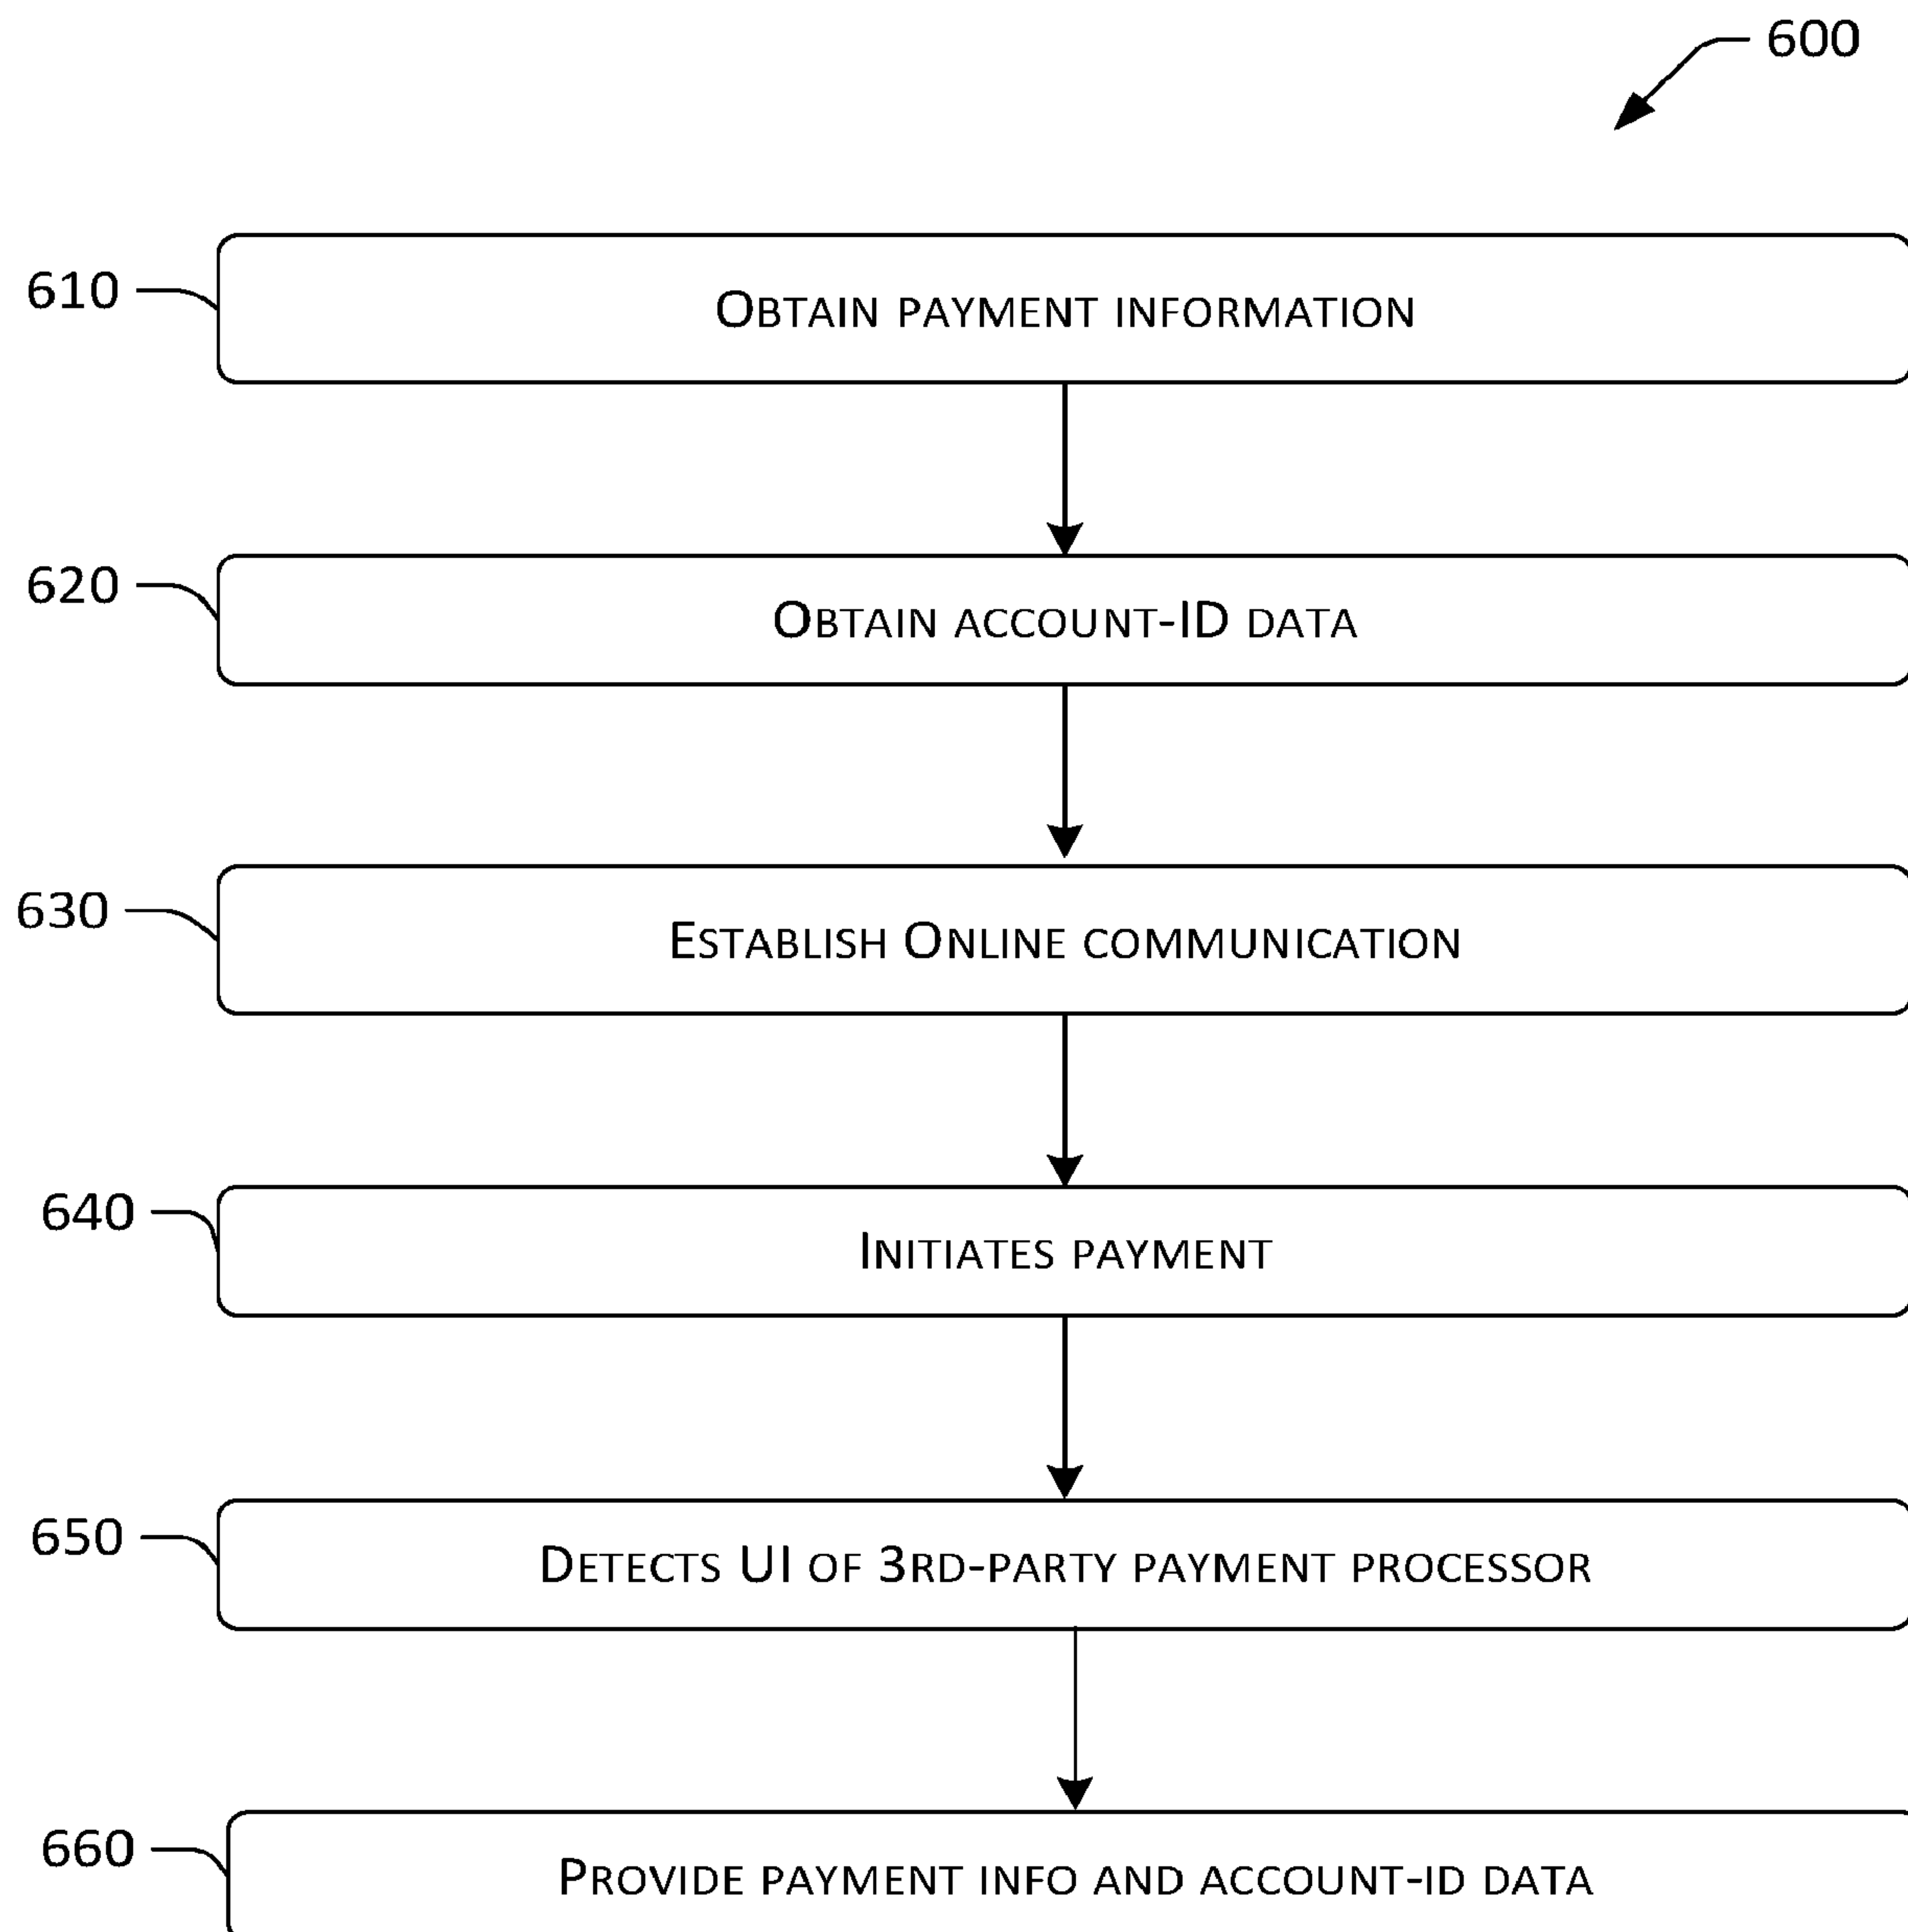 600
610
OBTAIN PAYMENT INFORMATION
620
OBTAIN ACCOUNT-ID DATA
630
ESTABLISH ONLINE COMMUNICATION
640
INITIATES PAYMENT
650
DETECTS UI OF 3RD-PARTY PAYMENT PROCESSOR
660
PROVIDE PAYMENT INFO AND ACCOUNT-ID DATA